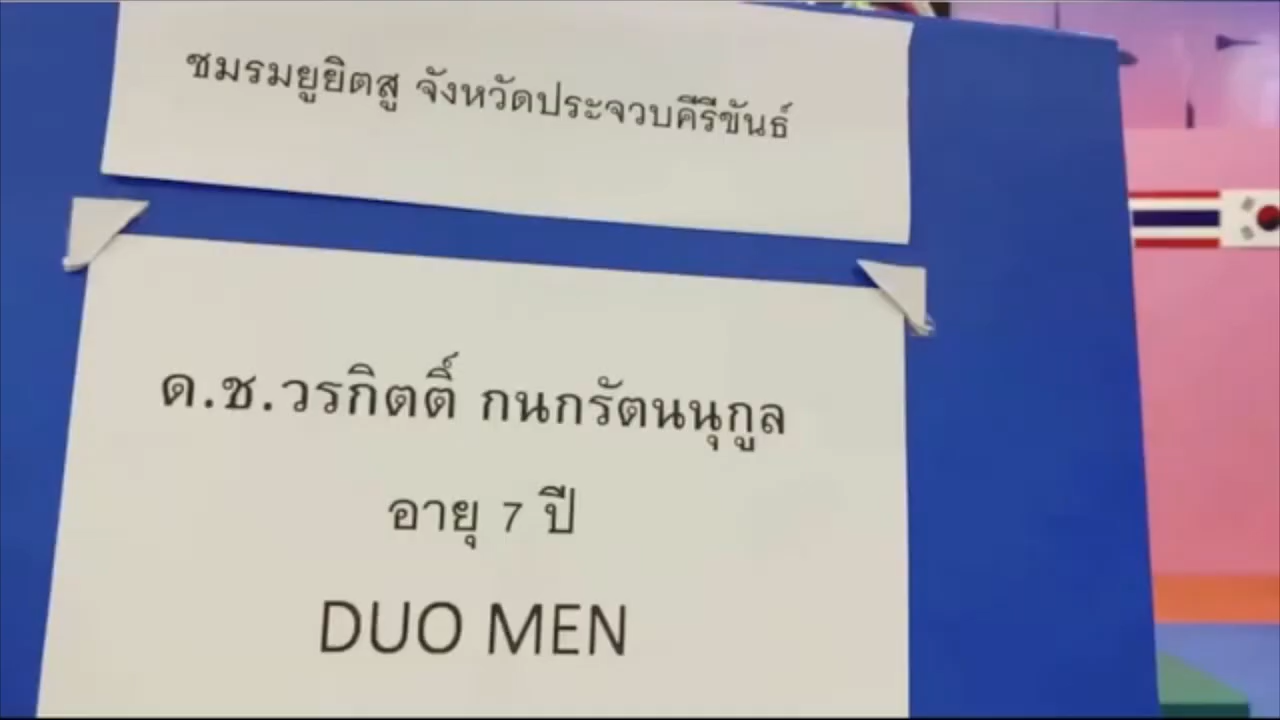 ชมรมยูยิตสู จังหวัดประจวบคีรีขันธ์
ด.ช.วรกิตติ์ กนกรัตนนุกูล
อายุ 7 ปี
DUO MEN